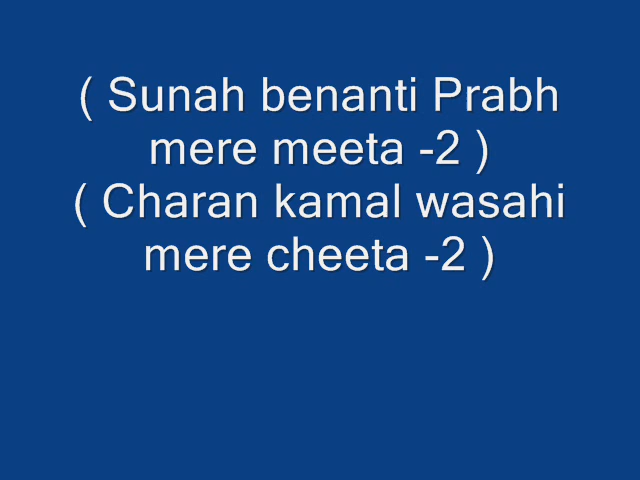 ( Sunah benanti Prabh
mere meeta -2 )
( Charan kamal wasahi
mere cheeta -2 )